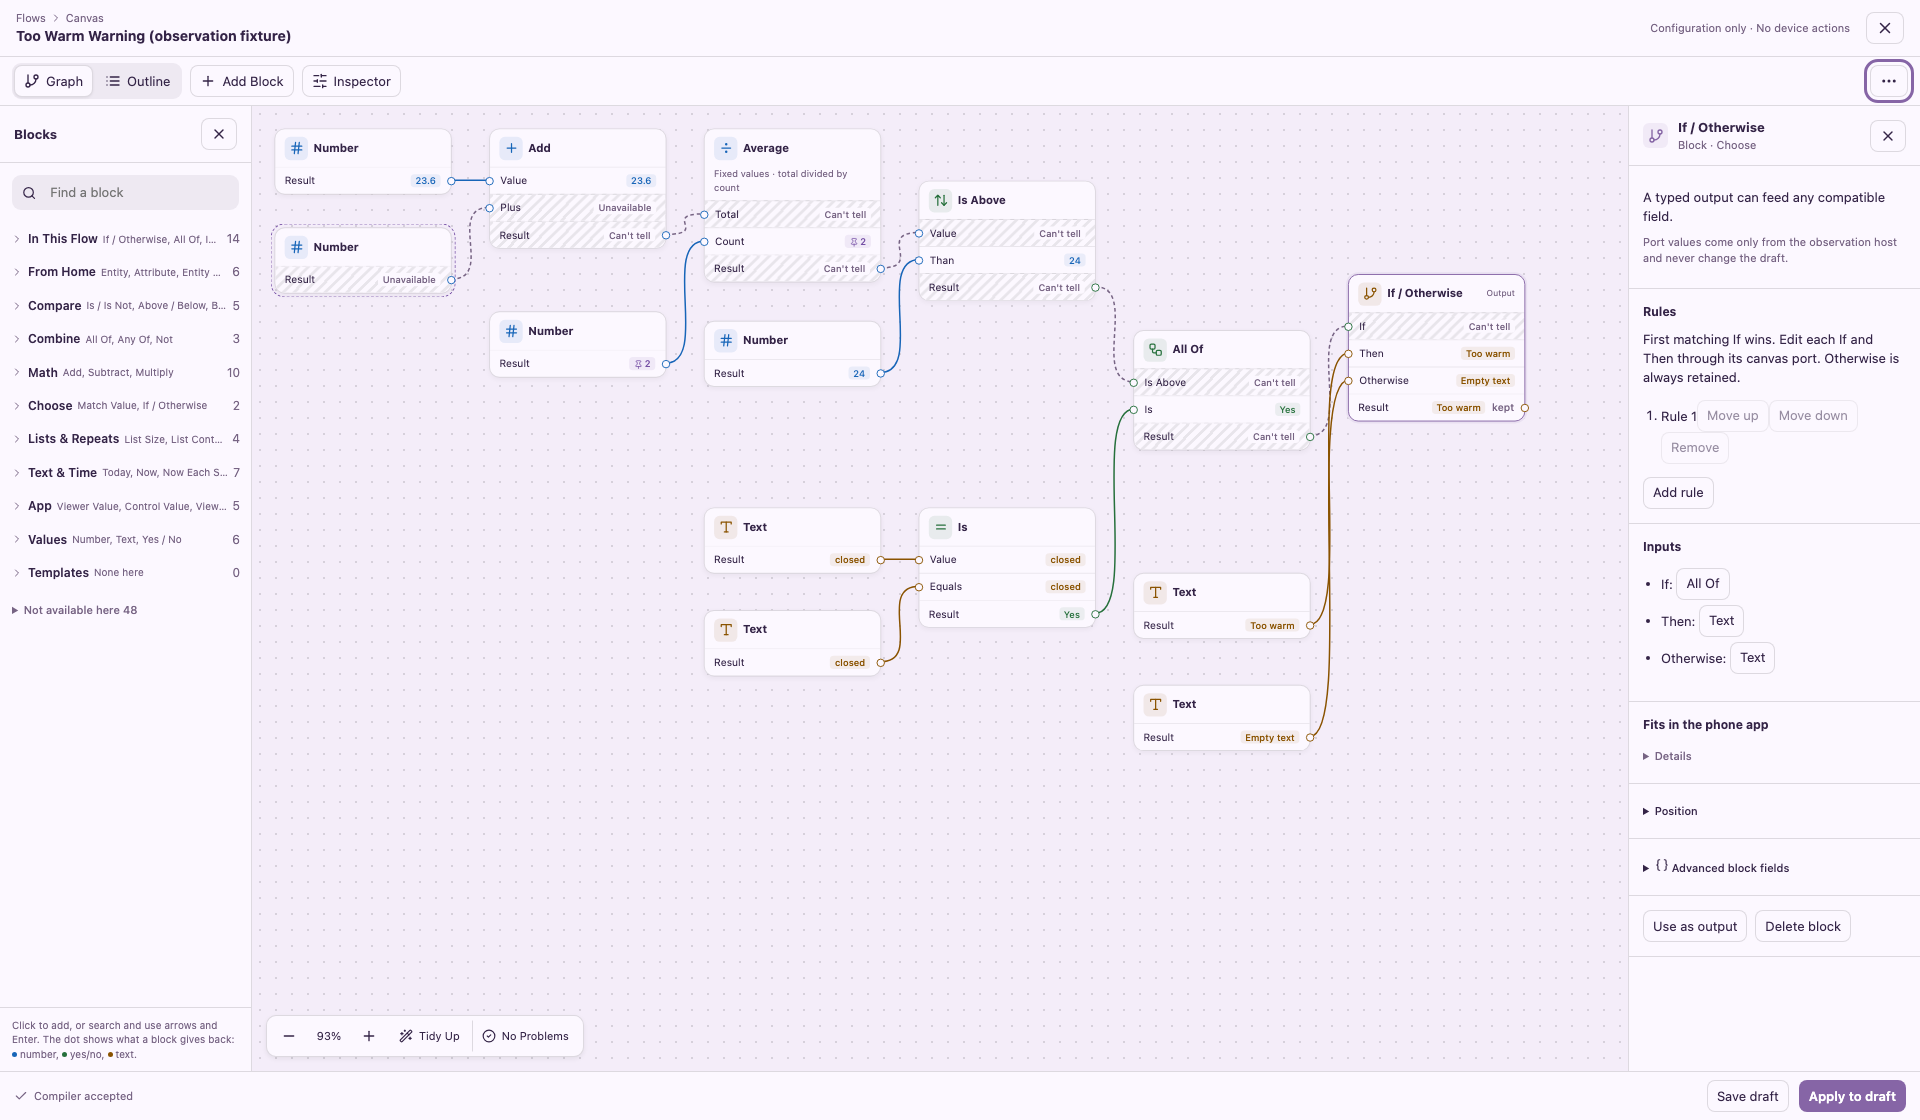 Flows > Canvas
Too Warm Warning (observation fixture)
Configuration only · No device actions
Graph
Outline
Add Block
Inspector
Blocks
Find a block
In This Flow If / Otherwise, All Of, I... 14
From Home Entity, Attribute, Entity ... 6
Compare Is / Is Not, Above / Below, B... 5
Combine All Of, Any Of, Not 3
Math Add, Subtract, Multiply 10
Choose Match Value, If / Otherwise 2
Lists & Repeats List Size, List Cont... 4
Text & Time Today, Now, Now Each S... 7
App Viewer Value, Control Value, View... 5
Values Number, Text, Yes / No 6
Templates None here 0
Not available here 48
Click to add, or search and use arrows and
Enter. The dot shows what a block gives back:
number, yes/no, text.
Number
Result 23.6
Number
Result Unavailable
Add
Value 23.6
Plus Unavailable
Result Can't tell
Number
Result 2
Average
Fixed values · total divided by
count
Total Can't tell
Count 2
Result Can't tell
Number
Result 24
Is Above
Value Can't tell
Than 24
Result Can't tell
Text
Result closed
Text
Result closed
Is
Value closed
Equals closed
Result Yes
All Of
Is Above Can't tell
Is Yes
Result Can't tell
Text
Result Too warm
Text
Result Empty text
If / Otherwise Output
If Can't tell
Then Too warm
Otherwise Empty text
Result Too warm kept
93%
Tidy Up
No Problems
If / Otherwise
Block · Choose
A typed output can feed any compatible
field.
Port values come only from the observation host
and never change the draft.
Rules
First matching If wins. Edit each If and
Then through its canvas port. Otherwise is
always retained.
1. Rule 1 Move up Move down
Remove
Add rule
Inputs
• If: All Of
• Then: Text
• Otherwise: Text
Fits in the phone app
Details
Position
{ } Advanced block fields
Use as output
Delete block
Compiler accepted
Save draft
Apply to draft